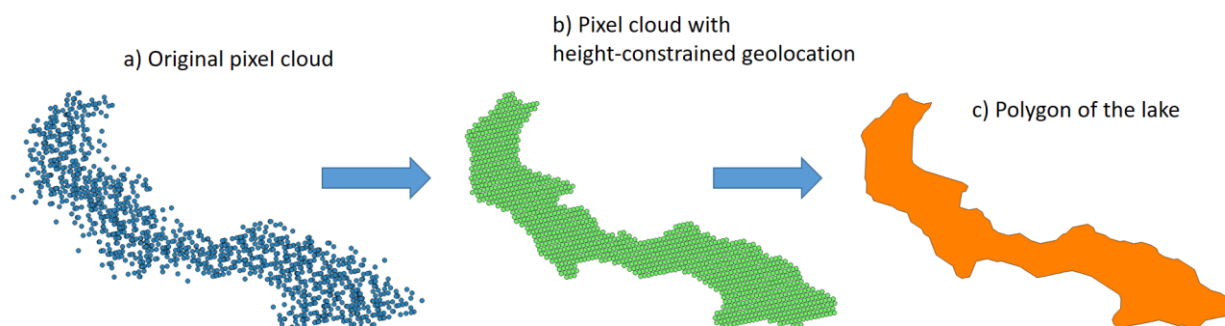 a) Original pixel cloud
b) Pixel cloud with
height-constrained geolocation
c) Polygon of the lake